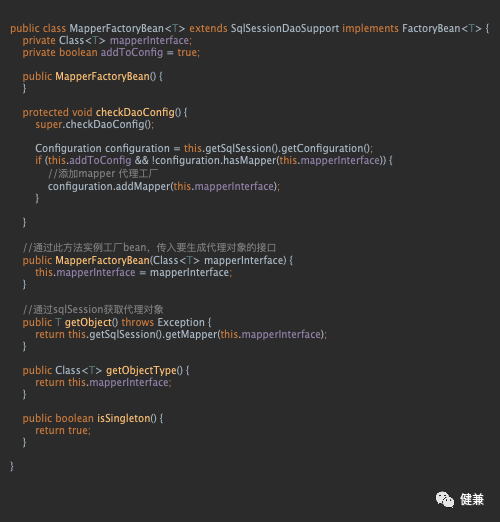 public class MapperFactoryBean<T> extends SqlSessionDaoSupport implements FactoryBean<T> {
private Class<T> mapperInterface;
private boolean addToConfig = true;
public MapperFactoryBean() {
}
protected void checkDaoConfig() {
super.checkDaoConfig();
Configuration configuration = this.getSqlSession().getConfiguration();
if (this.addToConfig && !configuration.hasMapper(this.mapperInterface)) {
//添加mapper 代理工厂
configuration.addMapper(this.mapperInterface);
}
}
//通过此方法实例工厂bean，传入要生成代理对象的接口
public MapperFactoryBean(Class<T> mapperInterface) {
this.mapperInterface = mapperInterface;
}
//通过sqlSession获取代理对象
public T getObject() throws Exception {
return this.getSqlSession().getMapper(this.mapperInterface);
}
public Class<T> getObjectType() {
return this.mapperInterface;
}
public boolean isSingleton() {
return true;
}
}
健兼